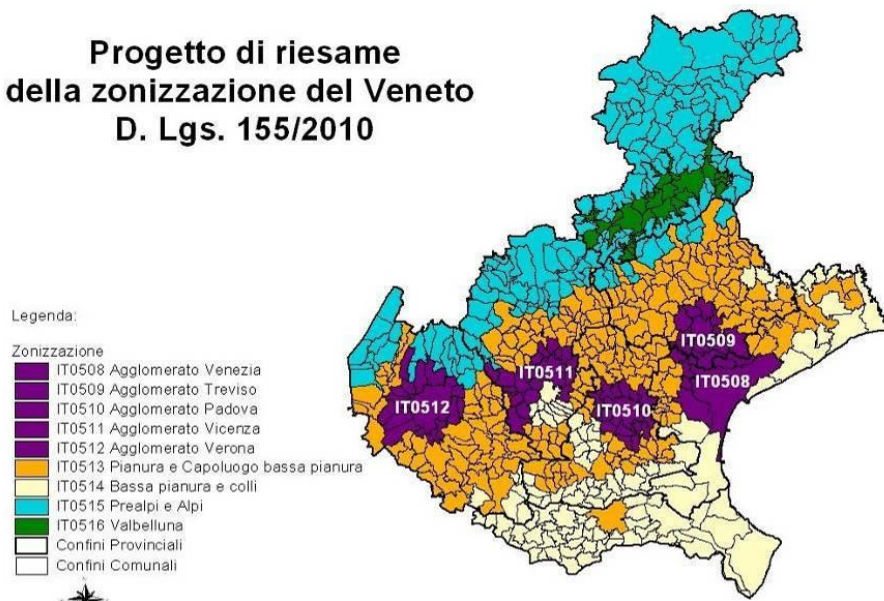 Progetto di riesame
della zonizzazione del Veneto
D. Lgs. 155/2010
Legenda:
Zonizzazione
IT0508 Agglomerato Venezia
IT0509 Agglomerato Treviso
IT0510 Agglomerato Padova
IT0511 Agglomerato Vicenza
IT0512 Agglomerato Verona
IT0513 Pianura e Capoluogo bassa pianura
IT0514 Bassa pianura e colli
IT0515 Prealpi e Alpi
IT0516 Valbelluna
Confini Provinciali
Confini Comunali
IT0509
IT0511
IT0508
IT0512
IT0510